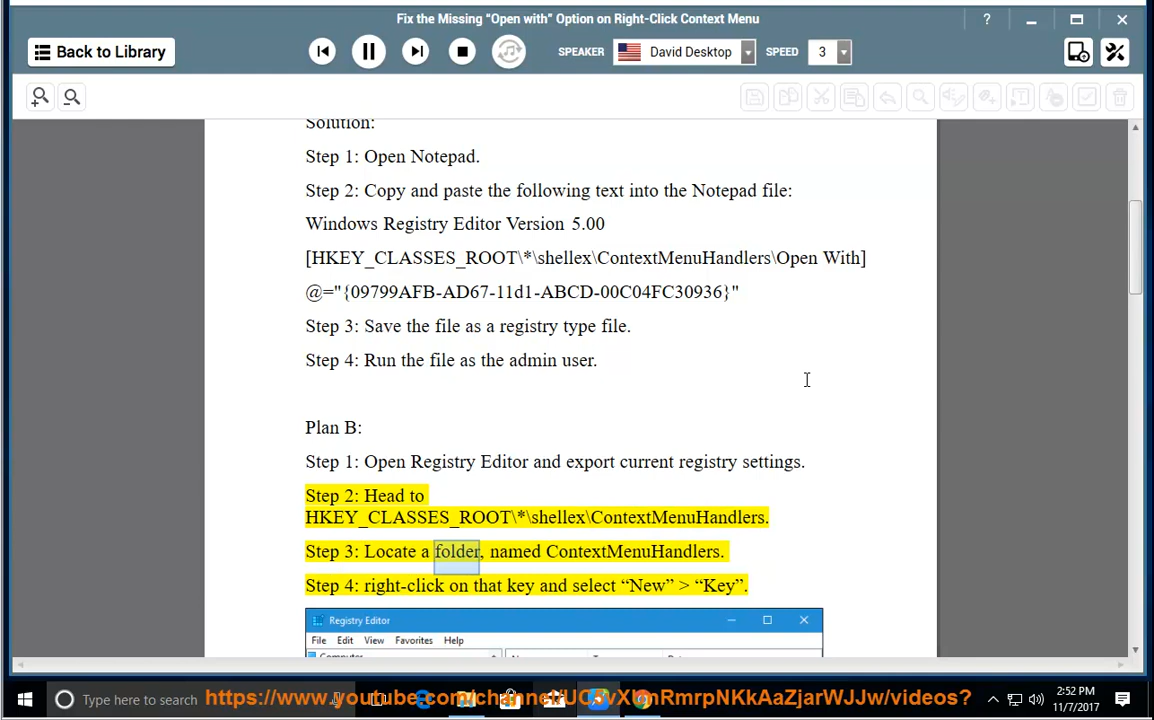 Fix the Missing “Open with” Option on Right-Click Context Menu
?
Back to Library
SPEAKER
David Desktop
SPEED
3
Solution:
Step 1: Open Notepad.
Step 2: Copy and paste the following text into the Notepad file:
Windows Registry Editor Version 5.00
[HKEY_CLASSES_ROOT\*\shellex\ContextMenuHandlers\Open With]
@="{09799AFB-AD67-11d1-ABCD-00C04FC30936}"
Step 3: Save the file as a registry type file.
Step 4: Run the file as the admin user.
Plan B:
Step 1: Open Registry Editor and export current registry settings.
Step 2: Head to
HKEY_CLASSES_ROOT\*\shellex\ContextMenuHandlers.
Step 3: Locate a folder, named ContextMenuHandlers.
Step 4: right-click on that key and select “New” > “Key”.
Registry Editor
File Edit View Favorites Help
Computer
Type here to search
2:52 PM
11/7/2017